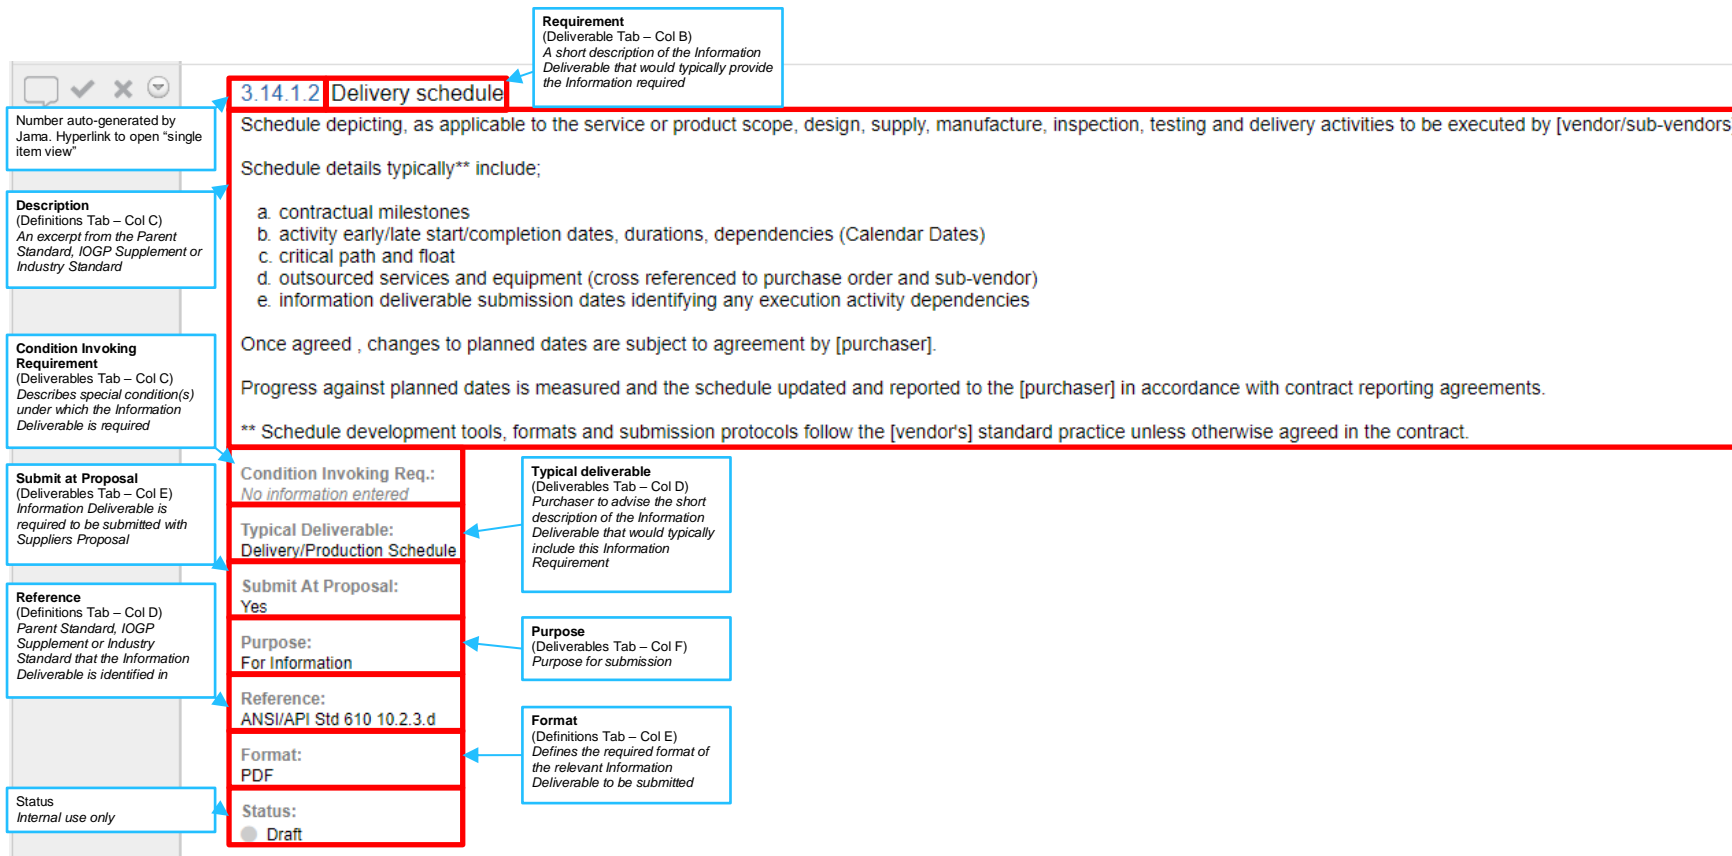 Requirement
(Deliverable Tab – Col B)
A short description of the Information
Deliverable that would typically provide
the Information required
3.14.1.2 Delivery schedule
Number auto-generated by
Jama. Hyperlink to open “single
item view”
Schedule depicting, as applicable to the service or product scope, design, supply, manufacture, inspection, testing and delivery activities to be executed by [vendor/sub-vendors
Schedule details typically** include;
Description
(Definitions Tab – Col C)
An excerpt from the Parent
Standard, IOGP Supplement or
Industry Standard
a. contractual milestones
b. activity early/late start/completion dates, durations, dependencies (Calendar Dates)
c. critical path and float
d. outsourced services and equipment (cross referenced to purchase order and sub-vendor)
e. information deliverable submission dates identifying any execution activity dependencies
Once agreed , changes to planned dates are subject to agreement by [purchaser].
Progress against planned dates is measured and the schedule updated and reported to the [purchaser] in accordance with contract reporting agreements.
** Schedule development tools, formats and submission protocols follow the [vendor's] standard practice unless otherwise agreed in the contract.
Condition Invoking
Requirement
(Deliverables Tab – Col C)
Describes special condition(s)
under which the Information
Deliverable is required
Condition Invoking Req.:
No information entered
Submit at Proposal
(Deliverables Tab – Col E)
Information Deliverable is
required to be submitted with
Suppliers Proposal
Typical Deliverable:
Delivery/Production Schedule
Typical deliverable
(Deliverables Tab – Col D)
Purchaser to advise the short
description of the Information
Deliverable that would typically
include this Information
Requirement
Submit At Proposal:
Yes
Reference
(Definitions Tab – Col D)
Parent Standard, IOGP
Supplement or Industry
Standard that the Information
Deliverable is identified in
Purpose:
For Information
Purpose
(Deliverables Tab – Col F)
Purpose for submission
Reference:
ANSI/API Std 610 10.2.3.d
Format:
PDF
Format
(Definitions Tab – Col E)
Defines the required format of
the relevant Information
Deliverable to be submitted
Status
Internal use only
Status:
Draft